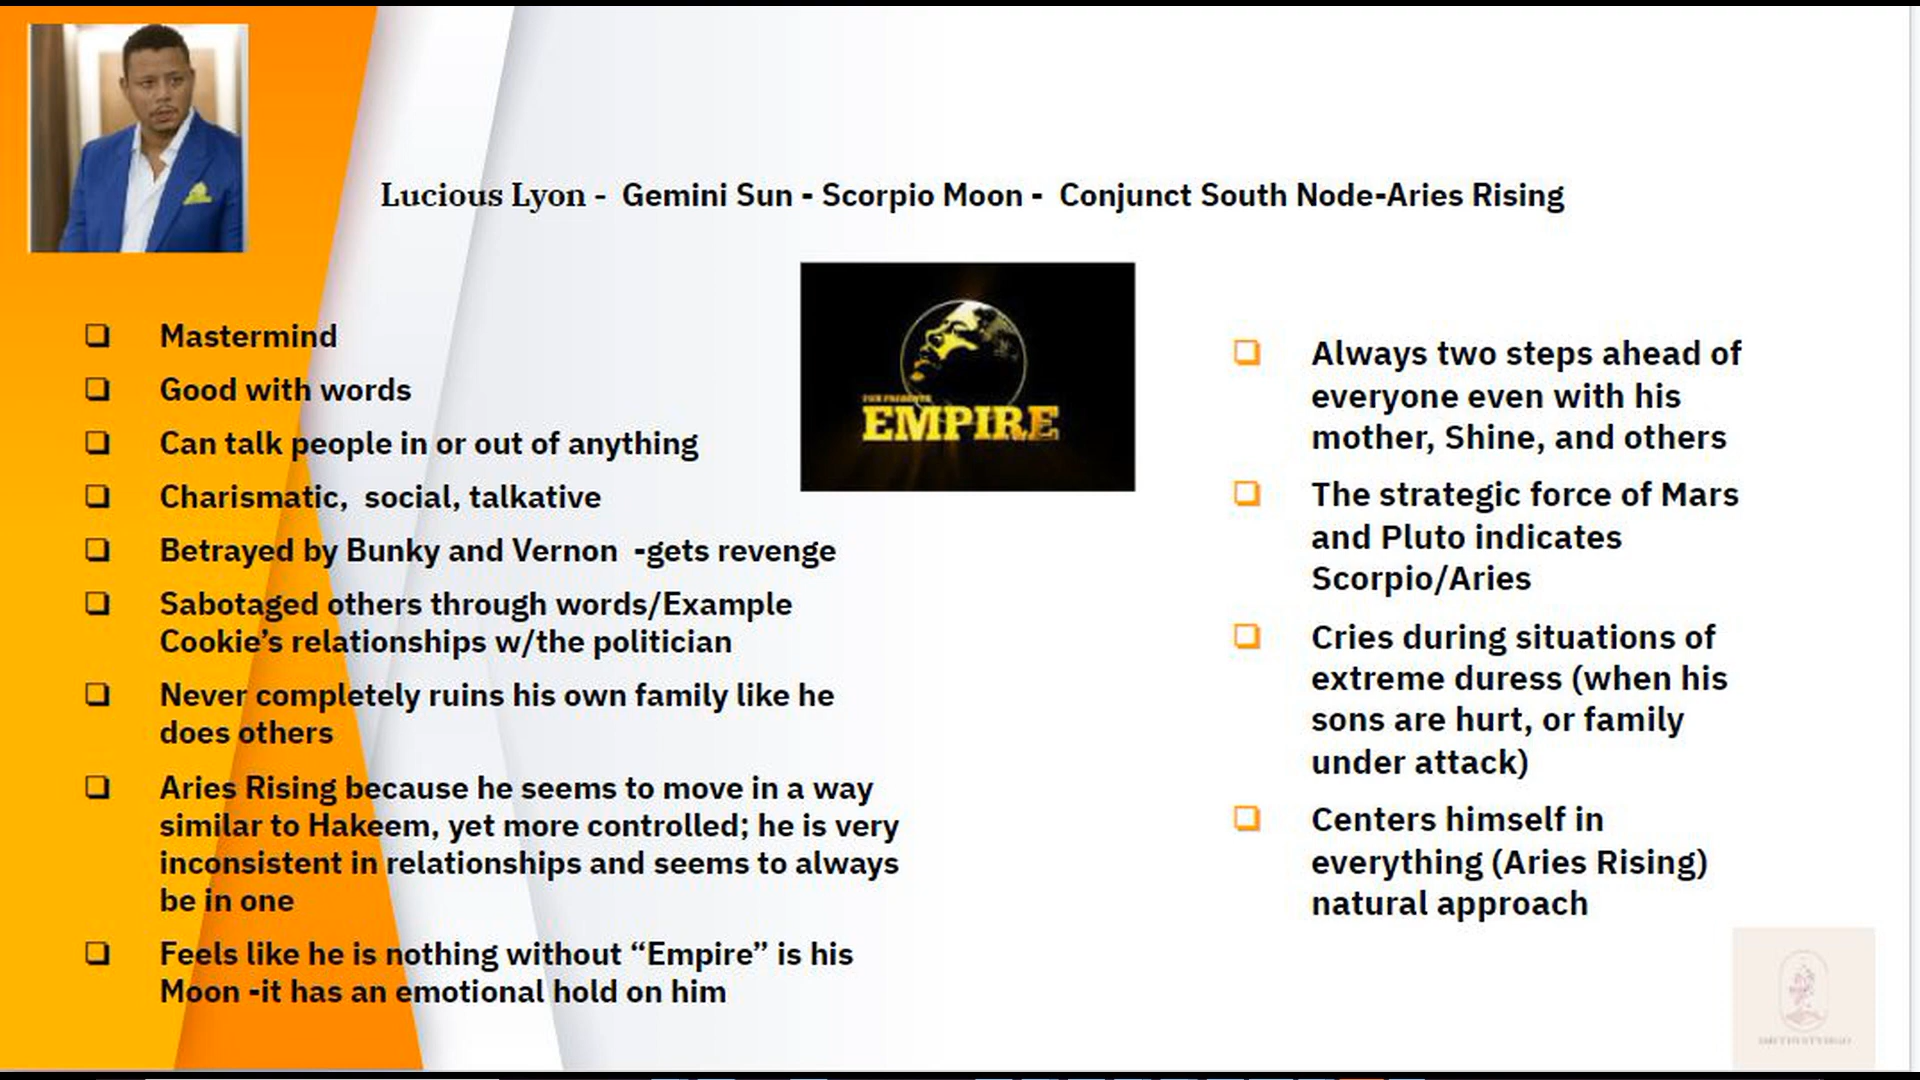 Lucious Lyon - Gemini Sun - Scorpio Moon - Conjunct South Node-Aries Rising
Mastermind
Good with words
Can talk people in or out of anything
Charismatic, social, talkative
Betrayed by Bunky and Vernon -gets revenge
Sabotaged others through words/Example
Cookie’s relationships w/the politician
Never completely ruins his own family like he
does others
Aries Rising because he seems to move in a way
similar to Hakeem, yet more controlled; he is very
inconsistent in relationships and seems to always
be in one
Feels like he is nothing without “Empire” is his
Moon -it has an emotional hold on him
FOX PRESENTS
EMPIRE
Always two steps ahead of
everyone even with his
mother, Shine, and others
The strategic force of Mars
and Pluto indicates
Scorpio/Aries
Cries during situations of
extreme duress (when his
sons are hurt, or family
under attack)
Centers himself in
everything (Aries Rising)
natural approach